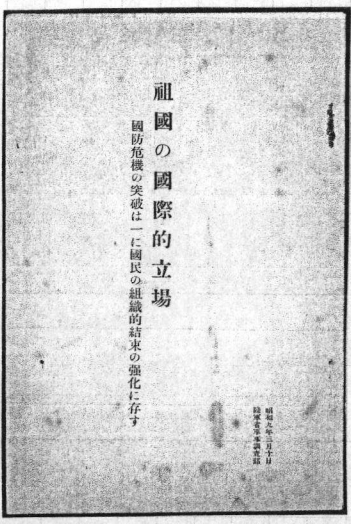 祖國の國際的立場
國防危機の突破は一に國民の組織的結束の强化に存す
昭和九年三月十日
陸軍省軍事調査部